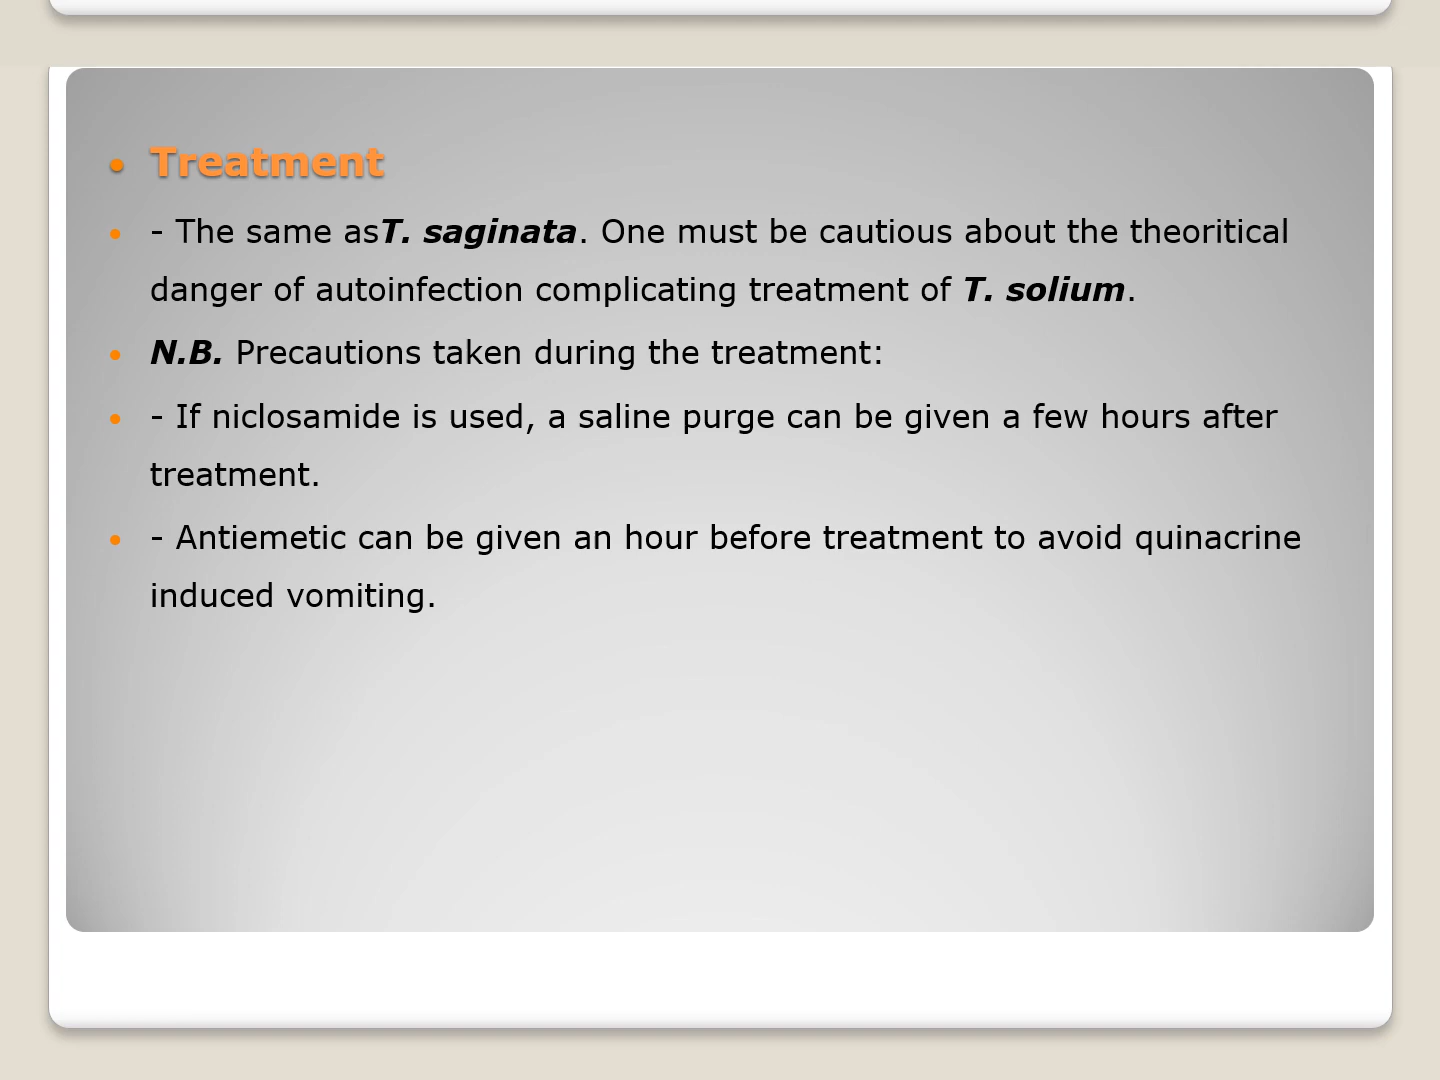 • Treatment
• - The same asT. saginata. One must be cautious about the theoritical
danger of autoinfection complicating treatment of T. solium.
• N.B. Precautions taken during the treatment:
• - If niclosamide is used, a saline purge can be given a few hours after
treatment.
• - Antiemetic can be given an hour before treatment to avoid quinacrine
induced vomiting.